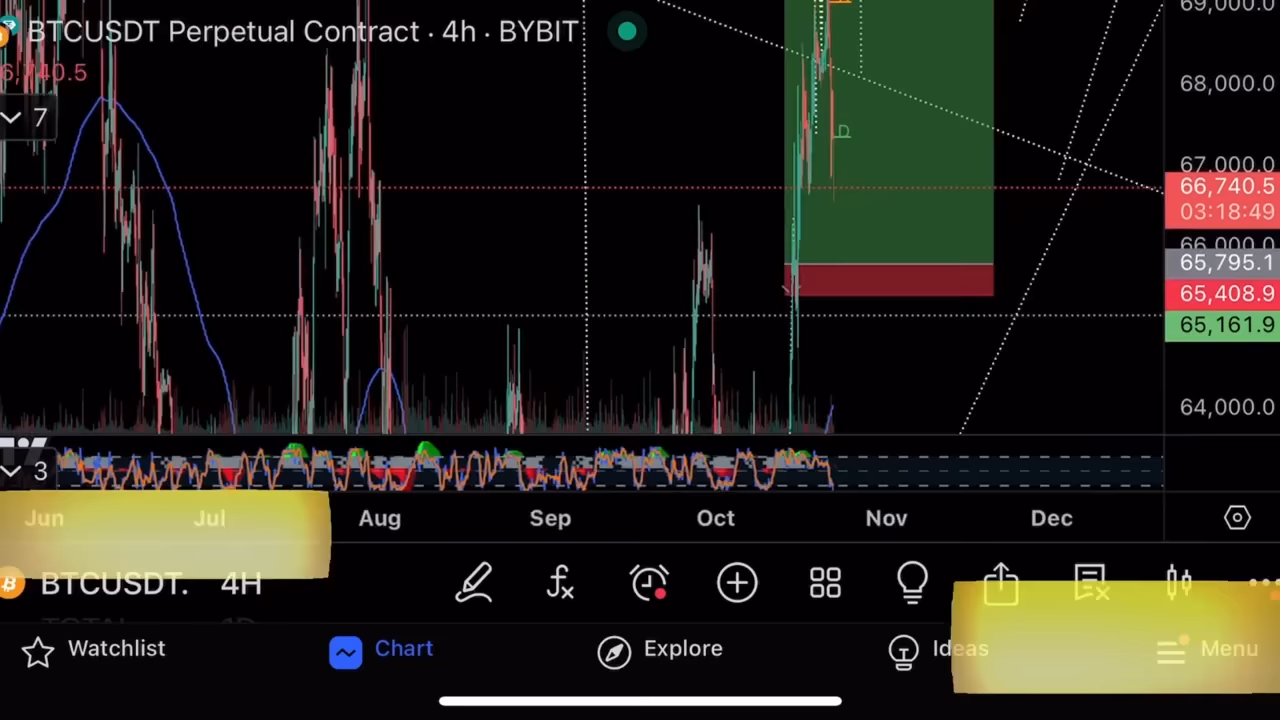 69,000.0
BTCUSDT Perpetual Contract · 4h · BYBIT
68,000.0
7
D
67,000.0
66,740.5
03:18:49
66,000.0
65,795.1
65,408.9
65,161.9
64,000.0
3
Jun Jul Aug Sep Oct Nov Dec
BTCUSDT. 4H
Watchlist Chart Explore Ideas Menu